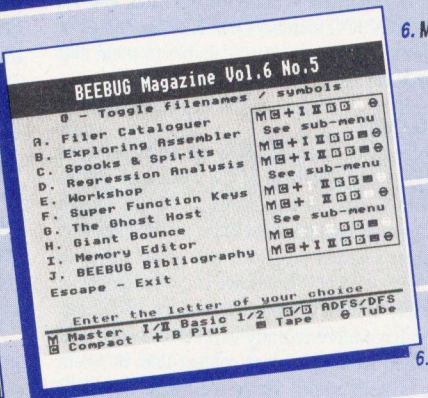 6. M
BEEBUG Magazine Vol.6 No.5
@ - Toggle filenames / symbols
A. Filer Cataloguer
B. Exploring Assembler See sub-menu
C. Spooks & Spirits
D. Regression Analysis
E. Workshop See sub-menu
F. Super Function Keys
G. The Ghost Host
H. Giant Bounce See sub-menu
I. Memory Editor
J. BEEBUG Bibliography
Escape - Exit
Enter the letter of your choice
M Master I/II Basic 1/2 A/D ADFS/DFS
C Compact + B Plus Tape Tube
6.